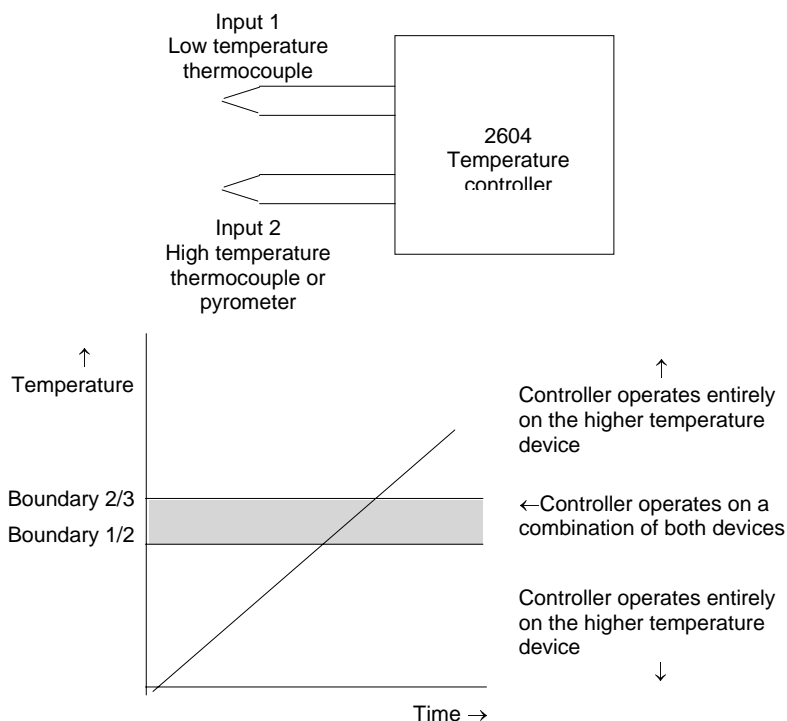 Input 1
Low temperature
thermocouple
2604
Temperature
controller
Input 2
High temperature
thermocouple or
pyrometer
↑
Temperature
Boundary 2/3
Boundary 1/2
↑
Controller operates entirely
on the higher temperature
device
←Controller operates on a
combination of both devices
Controller operates entirely
on the higher temperature
device
↓
Time →